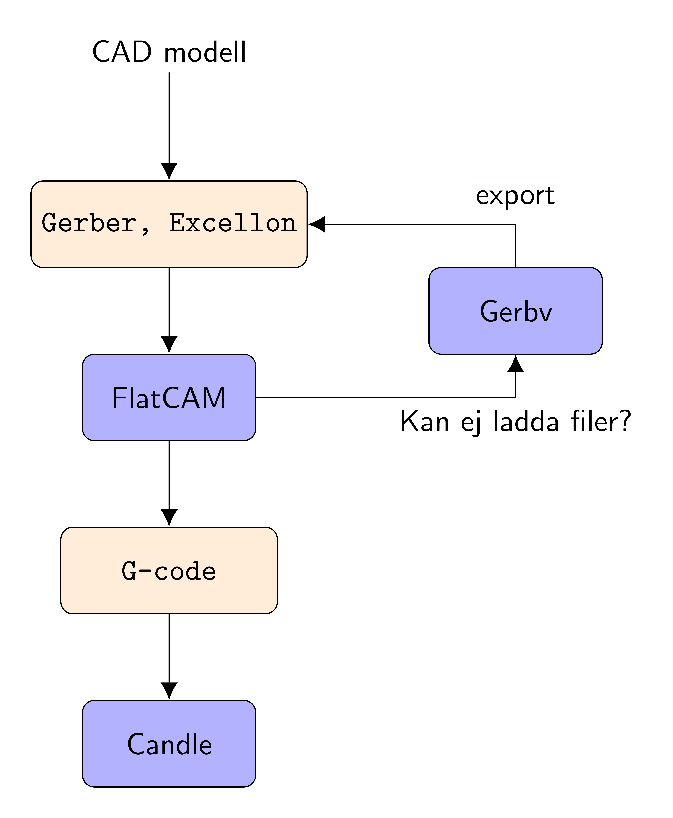 CAD modell
export
Gerber, Excellon
Gerbv
FlatCAM
Kan ej ladda filer?
G-code
Candle